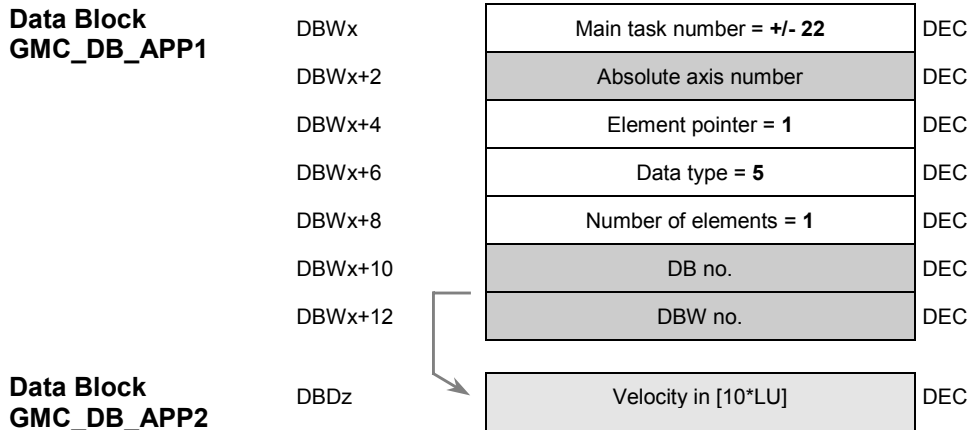 Data Block
GMC_DB_APP1
DBWx Main task number = +/- 22 DEC
DBWx+2 Absolute axis number DEC
DBWx+4 Element pointer = 1 DEC
DBWx+6 Data type = 5 DEC
DBWx+8 Number of elements = 1 DEC
DBWx+10 DB no. DEC
DBWx+12 DBW no. DEC
Data Block
GMC_DB_APP2
DBDz Velocity in [10*LU] DEC